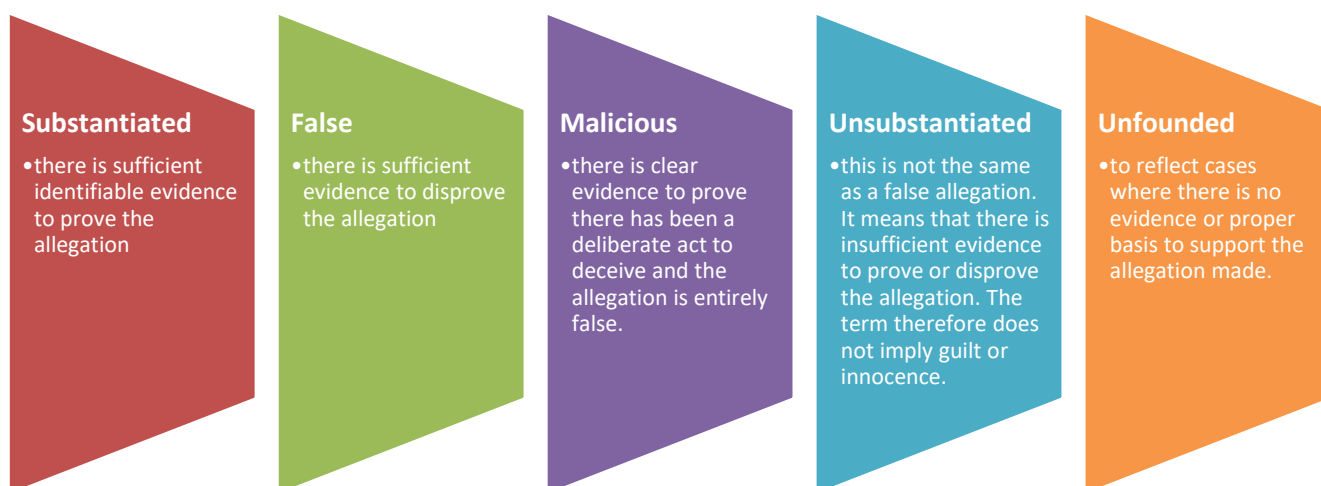 Substantiated
•there is sufficient
identifiable evidence
to prove the
allegation
False
•there is sufficient
evidence to disprove
the allegation
Malicious
•there is clear
evidence to prove
there has been a
deliberate act to
deceive and the
allegation is entirely
false.
Unsubstantiated
•this is not the same
as a false allegation.
It means that there is
insufficient evidence
to prove or disprove
the allegation. The
term therefore does
not imply guilt or
innocence.
Unfounded
•to reflect cases
where there is no
evidence or proper
basis to support the
allegation made.